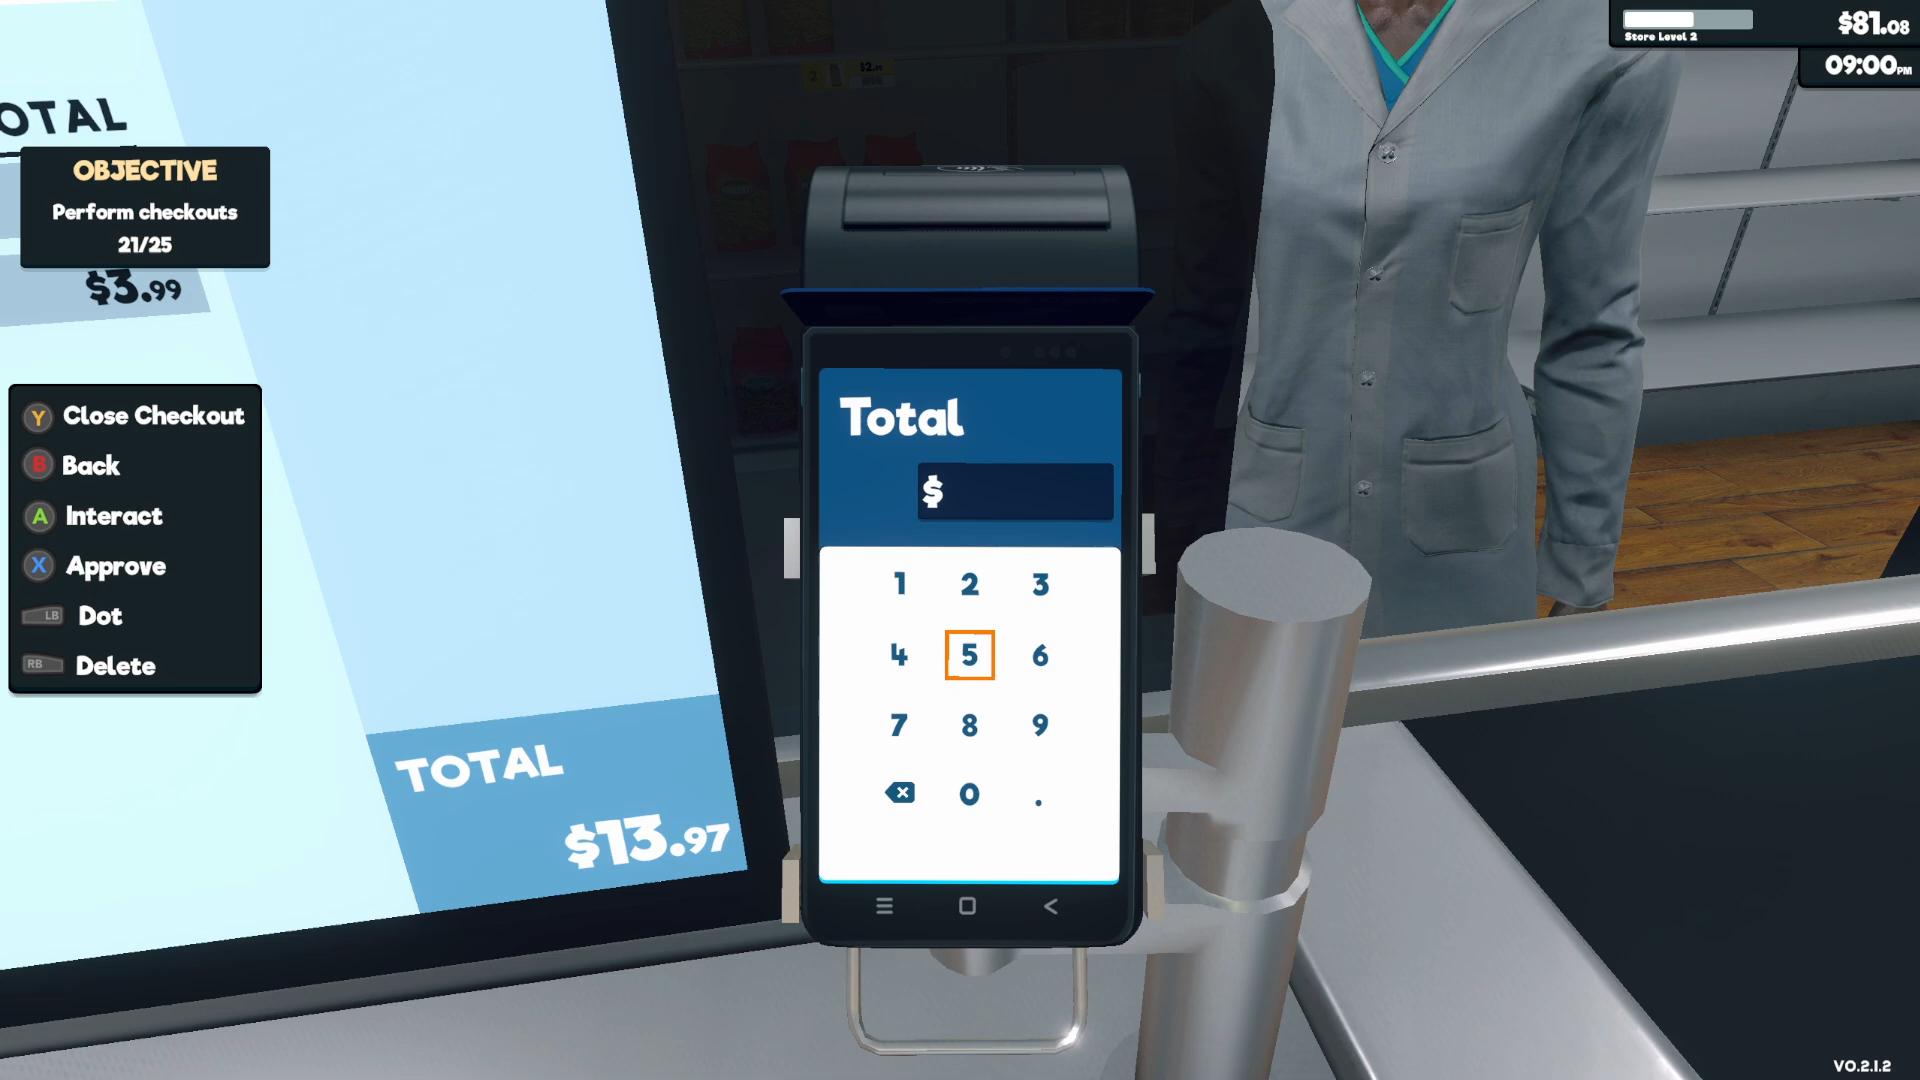 OTAL
OBJECTIVE
Perform checkouts
21/25
$3.99
Y Close Checkout
B Back
A Interact
X Approve
LB Dot
RB Delete
TOTAL
$13.97
Total
$
1 2 3
4 5 6
7 8 9
0 .
Store Level 2
$81.08
09:00PM
V0.2.1.2